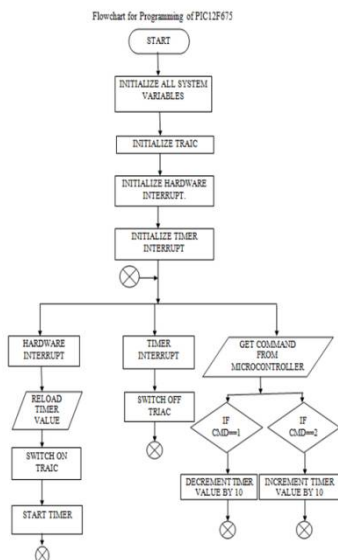 Flowchart for Programming of PIC12F675
START
INITIALIZE ALL SYSTEM
VARIABLES
INITIALIZE TRAIC
INITIALIZE HARDWARE
INTERRUPT.
INITIALIZE TIMER
INTERRUPT
HARDWARE
INTERRUPT
RELOAD
TIMER
VALUE
SWITCH ON
TRAIC
START TIMER
TIMER
INTERRUPT
SWITCH OFF
TRIAC
GET COMMAND
FROM
MICROCONTROLLER
IF
CMD==1
DECREMENT TIMER
VALUE BY 10
IF
CMD==2
INCREMENT TIMER
VALUE BY 10